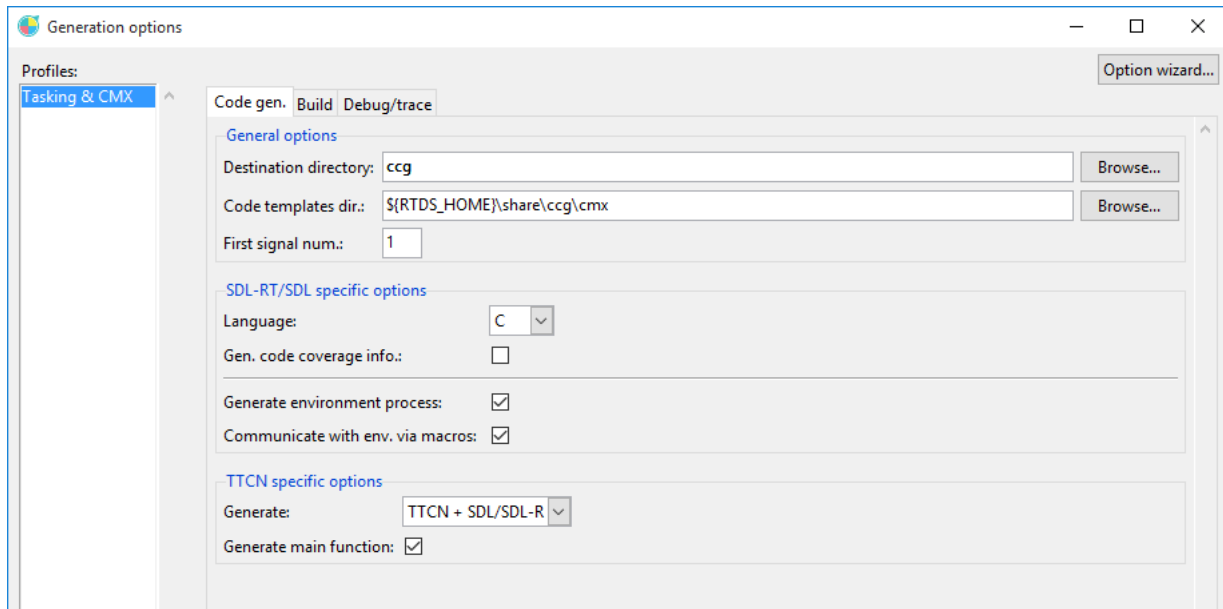 Generation options
Profiles:
Option wizard...
Tasking & CMX
Code gen. Build Debug/trace
General options
Destination directory: ccg Browse...
Code templates dir.: ${RTDS_HOME}\share\ccg\cmx Browse...
First signal num.: 1
SDL-RT/SDL specific options
Language: C
Gen. code coverage info.:
Generate environment process:
Communicate with env. via macros:
TTCN specific options
Generate: TTCN + SDL/SDL-R
Generate main function: